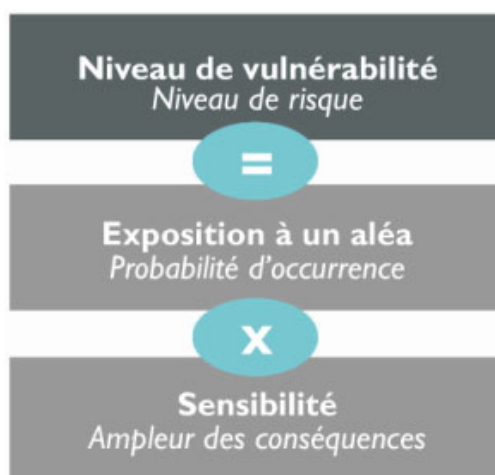 Niveau de vulnérabilité
Niveau de risque
=
Exposition à un aléa
Probabilité d'occurrence
x
Sensibilité
Ampleur des conséquences